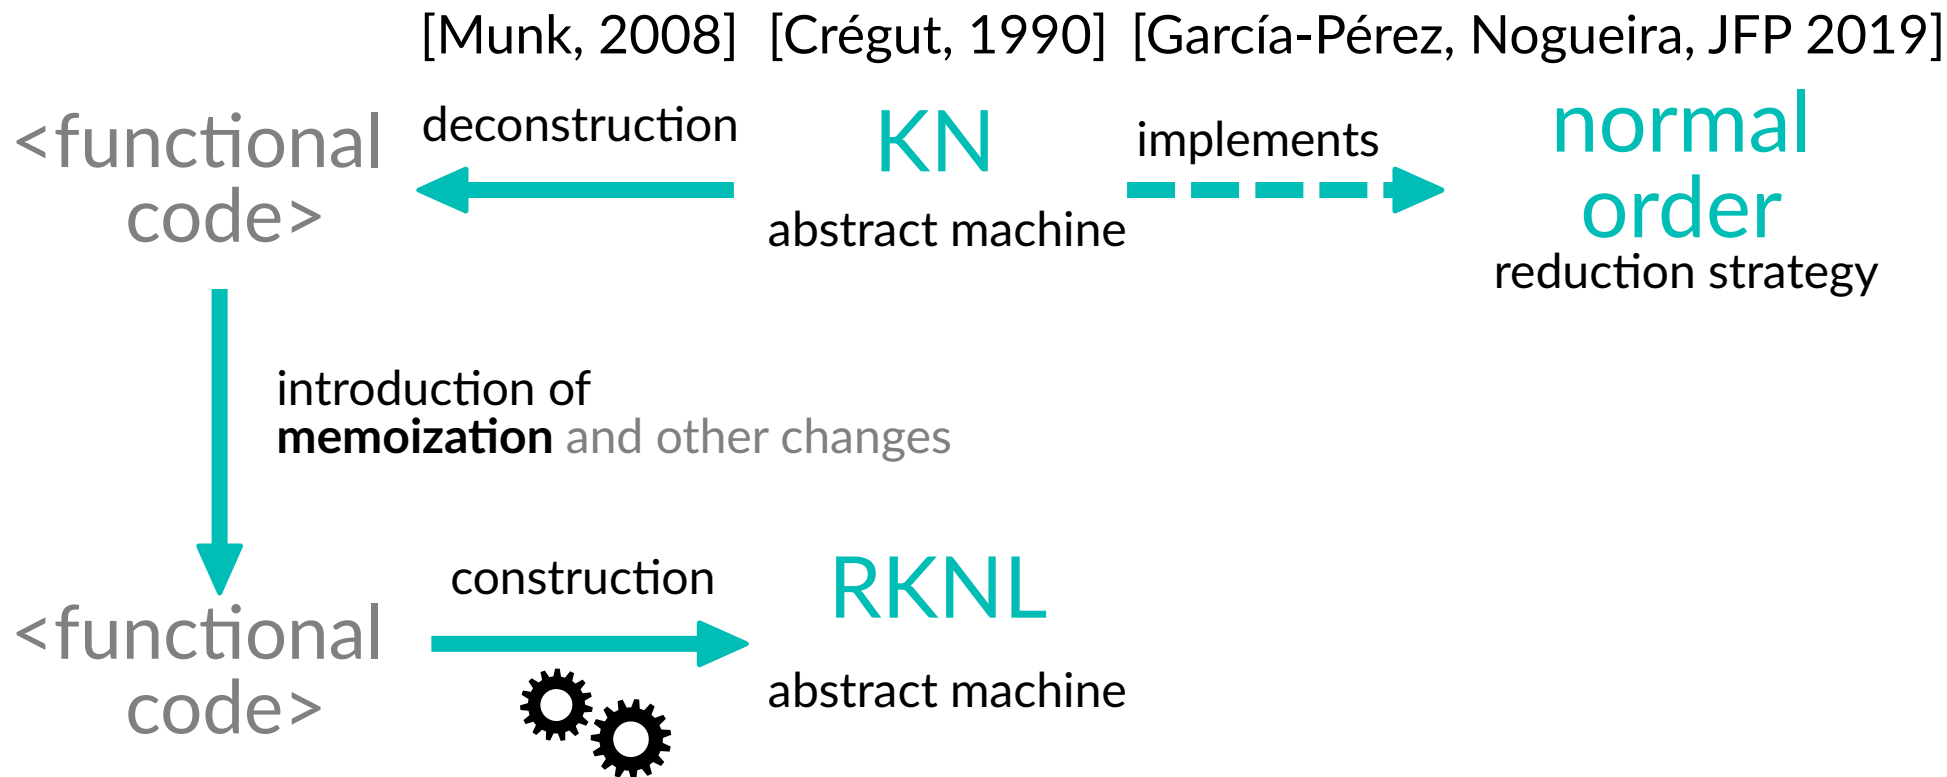 [Munk, 2008] [Crégut, 1990] [García-Pérez, Nogueira, JFP 2019]
<functional
code>
deconstruction
KN
abstract machine
implements
normal
order
reduction strategy
introduction of
memoization and other changes
<functional
code>
construction
RKNL
abstract machine